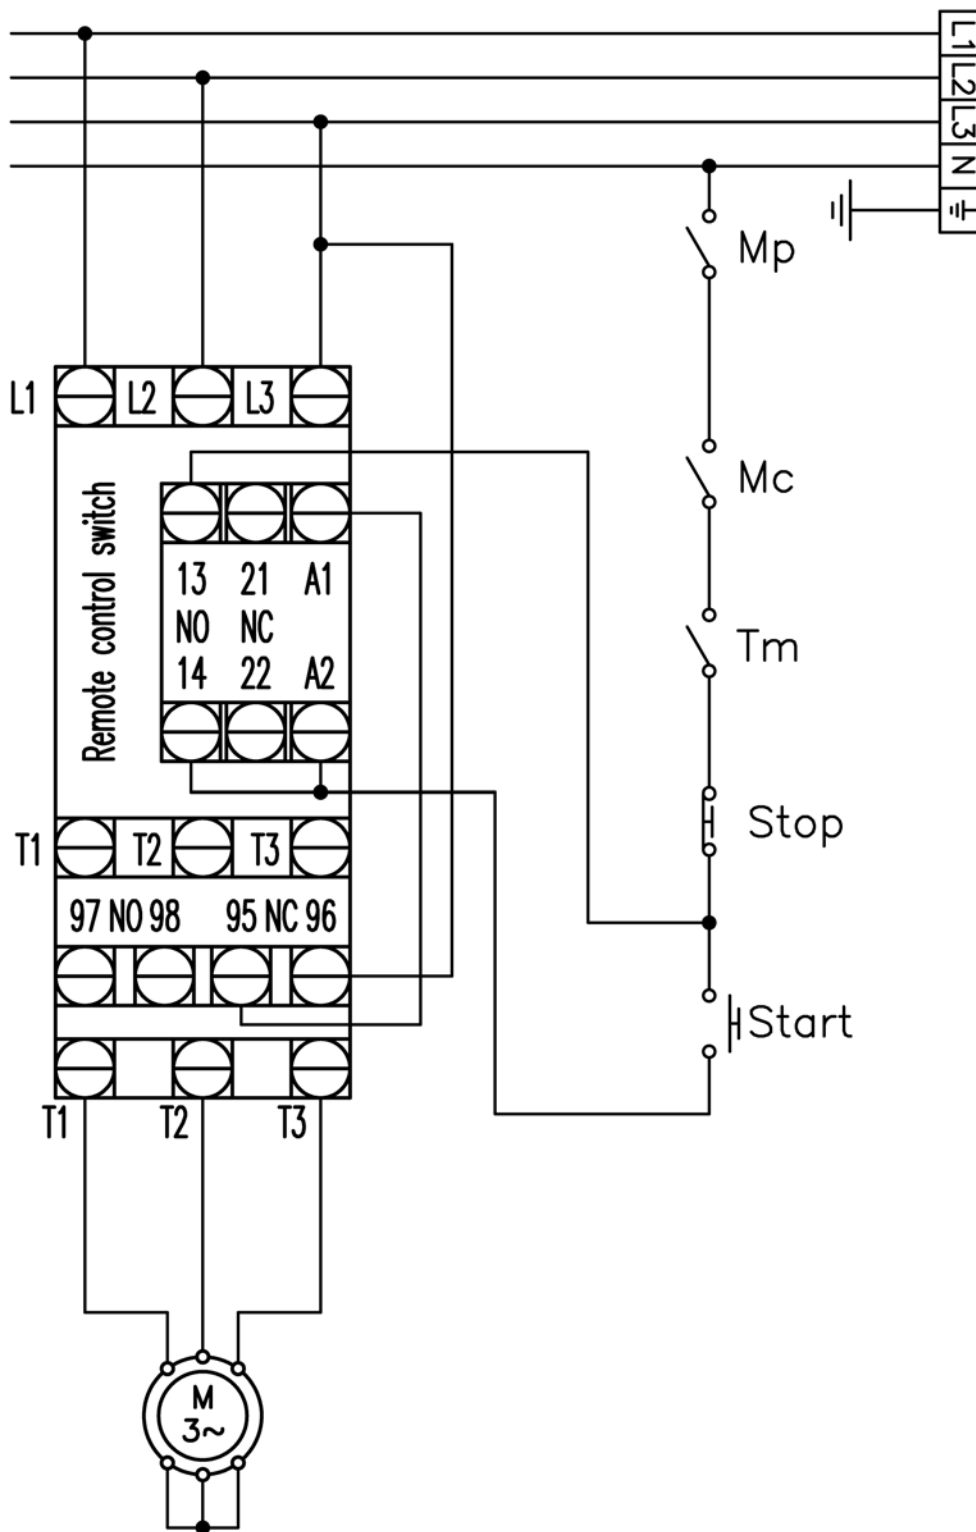 L1
L2
L3
N
Mp
L1 L2 L3
Mc
Remote control switch
13 21 A1
NO NC
14 22 A2
Tm
Stop
T1 T2 T3
97 NO 98 95 NC 96
Start
T1 T2 T3
M
3~